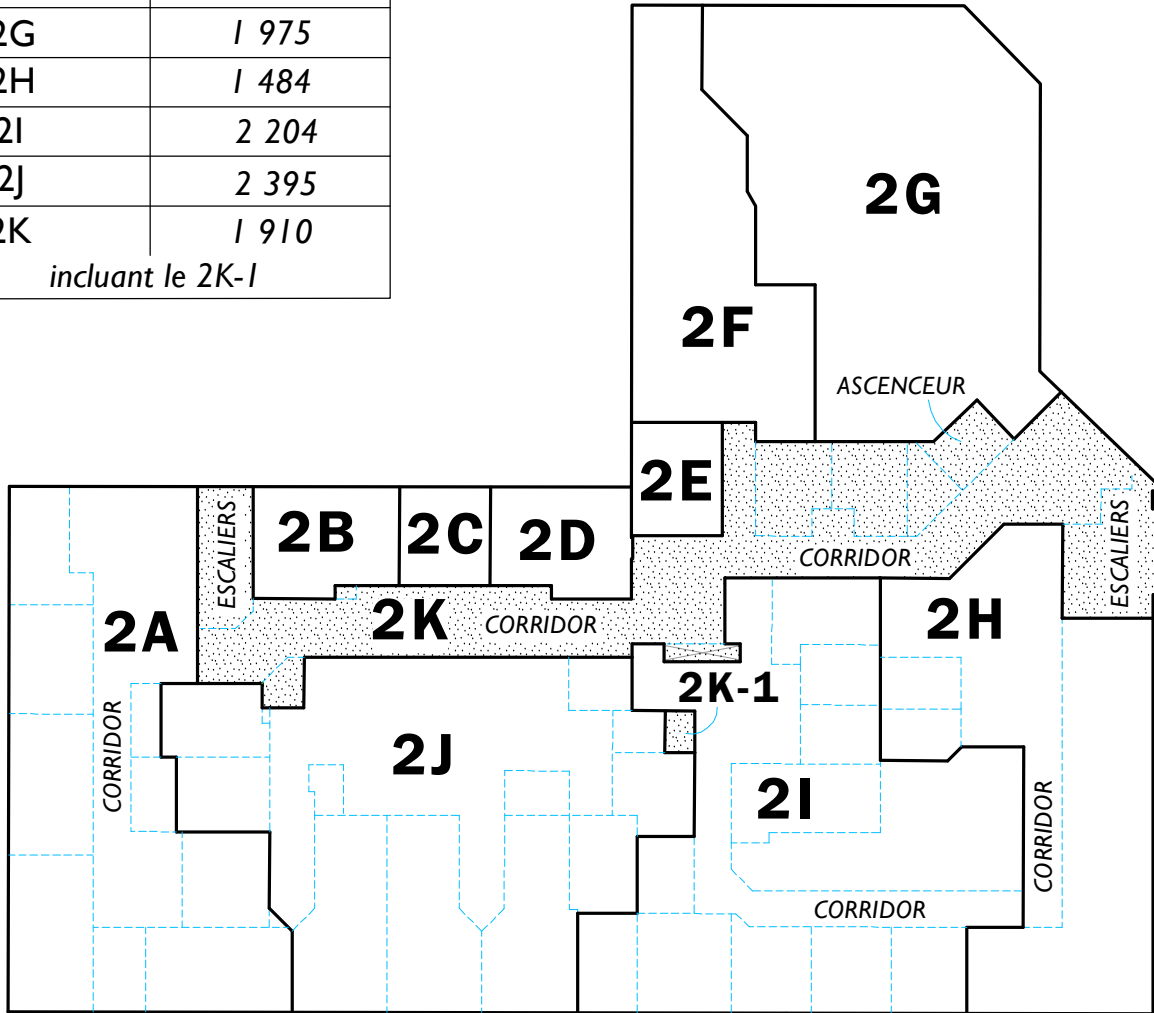 2G 1 975
2H 1 484
2I 2 204
2J 2 395
2K 1 910
incluant le 2K-1
2G
2F
ASCENCEUR
2E
2B
2C
2D
ESCALIERS
ESCALIERS
CORRIDOR
2A
2K
CORRIDOR
2H
2K-1
CORRIDOR
2J
2I
CORRIDOR
CORRIDOR